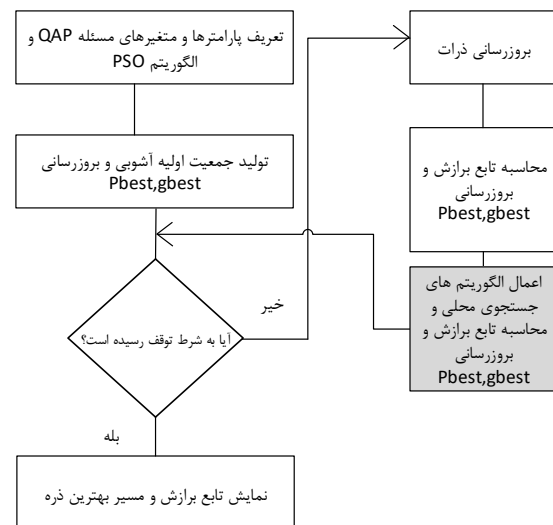 تعریف پارامترها و متغیرهای مسئله QAP و
الگوریتم PSO
تولید جمعیت اولیه آشوبی و بروزرسانی
Pbest,gbest
آیا به شرط توقف رسیده است؟
خیر
بله
نمایش تابع برازش و مسیر بهترین ذره
بروزرسانی ذرات
محاسبه تابع برازش و
بروزرسانی
Pbest,gbest
اعمال الگوریتم های
جستجوی محلی و
محاسبه تابع برازش و
بروزرسانی
Pbest,gbest